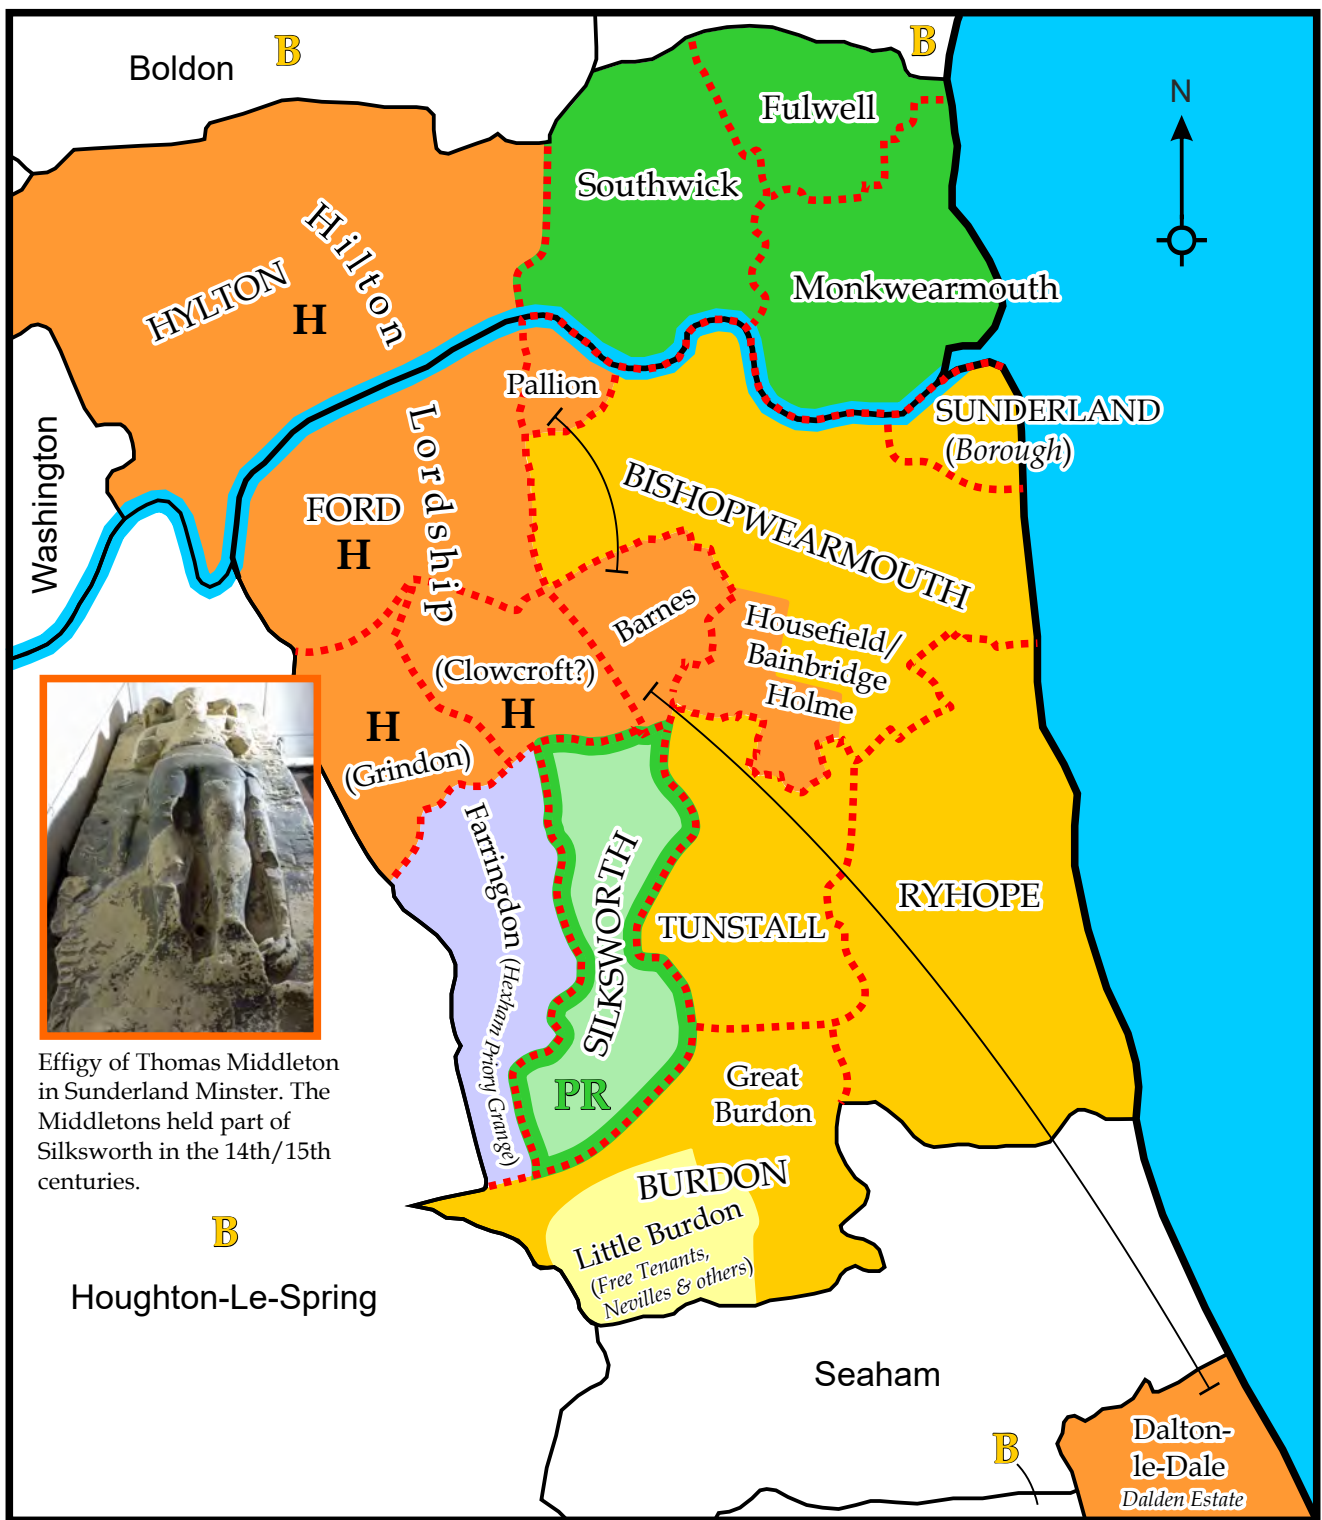 B
Boldon
B
N
Fulwell
Southwick
Hilton
HYLTON
H
Monkwearmouth
Pallion
Lordship
SUNDERLAND
(Borough)
Washington
FORD
H
BISHOPWEARMOUTH
Barnes
Housefield/
Bainbridge
Holme
(Clowcroft?)
H
H
(Grindon)
Farringdon (Hexham Priory Grange)
SILKSWORTH
PR
TUNSTALL
RYHOPE
Effigy of Thomas Middleton
in Sunderland Minster. The
Middletons held part of
Silksworth in the 14th/15th
centuries.
Great
Burdon
BURDON
Little Burdon
(Free Tenants,
Nevilles & others)
B
Houghton-Le-Spring
Seaham
B
Dalton-
le-Dale
Dalden Estate